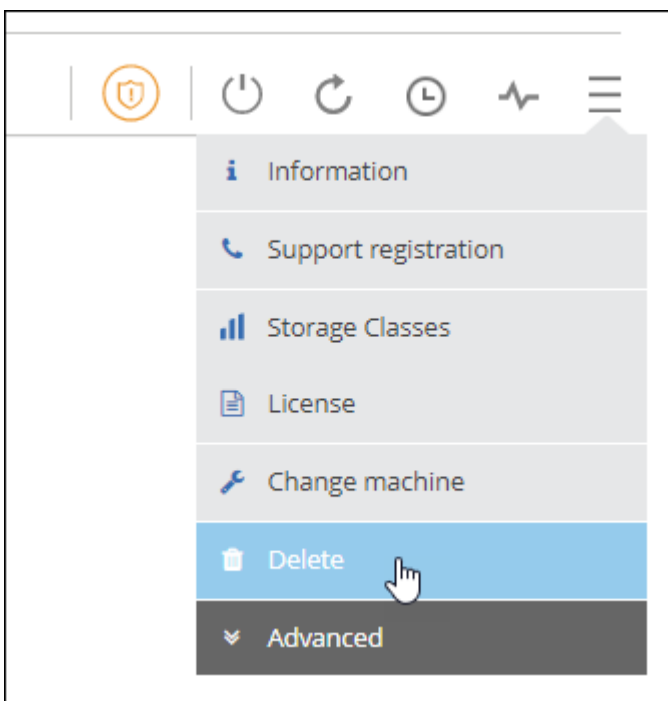 Information
Support registration
Storage Classes
License
Change machine
Delete
Advanced